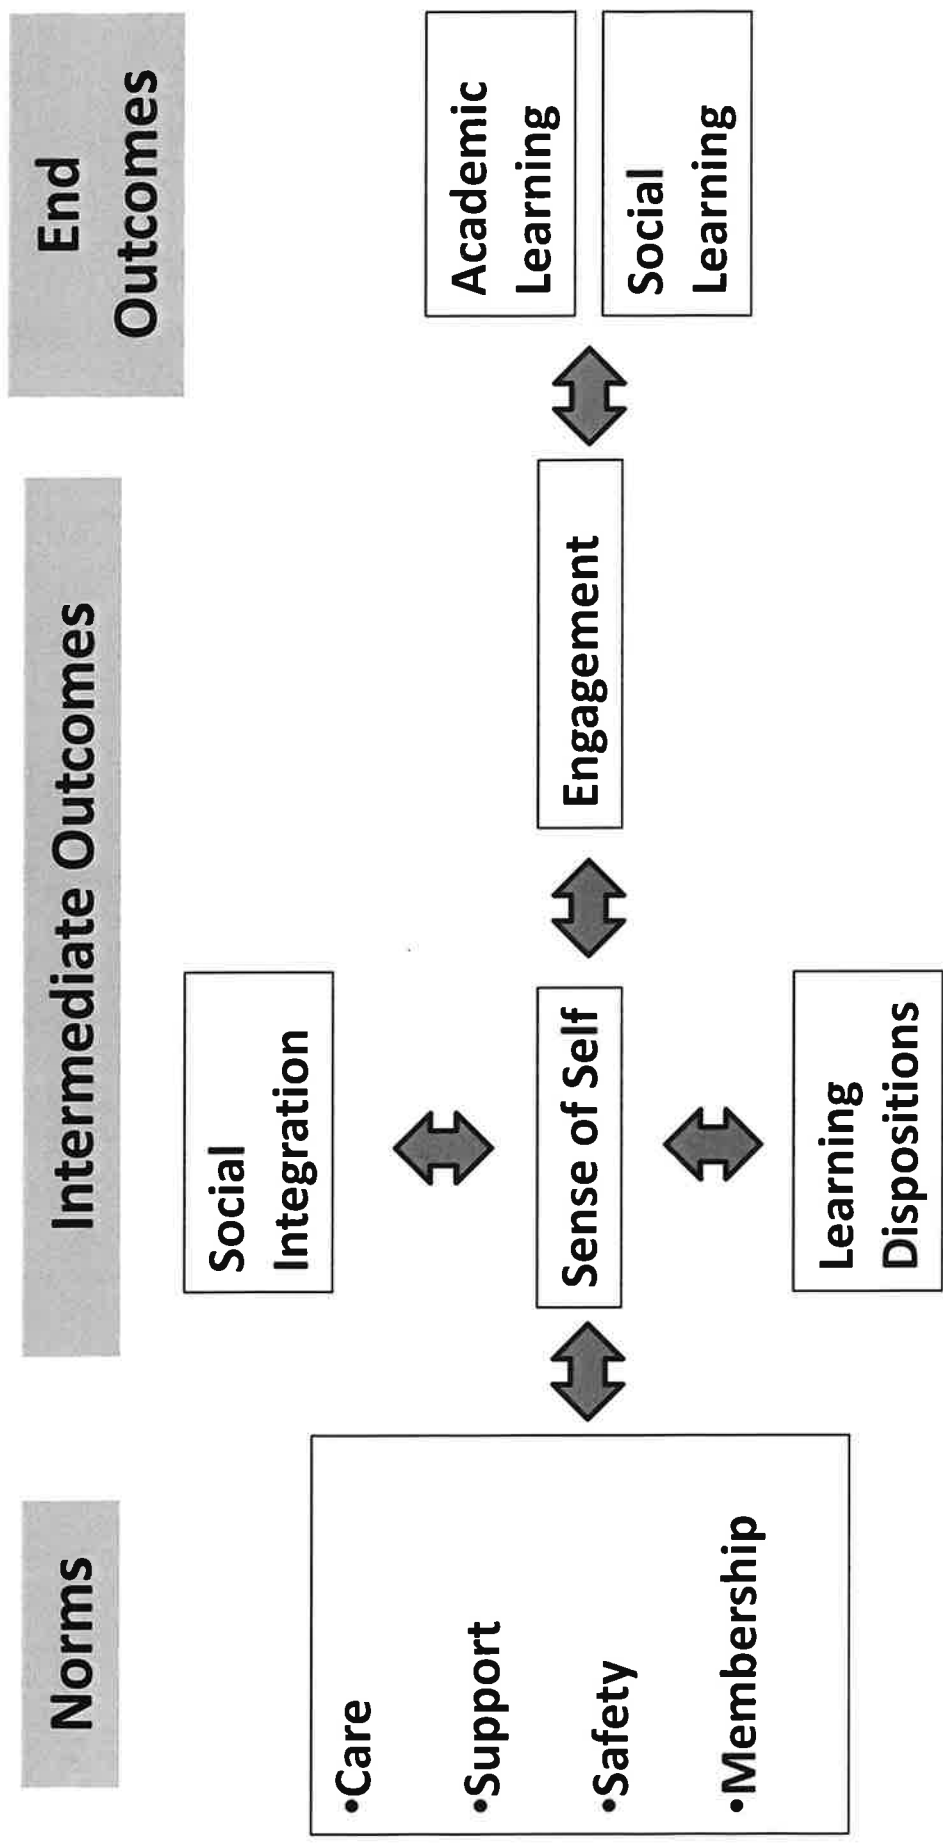 Norms
Intermediate Outcomes
End
Outcomes
•Care
•Support
•Safety
•Membership
Social
Integration
Sense of Self
Learning
Dispositions
Engagement
Academic
Learning
Social
Learning